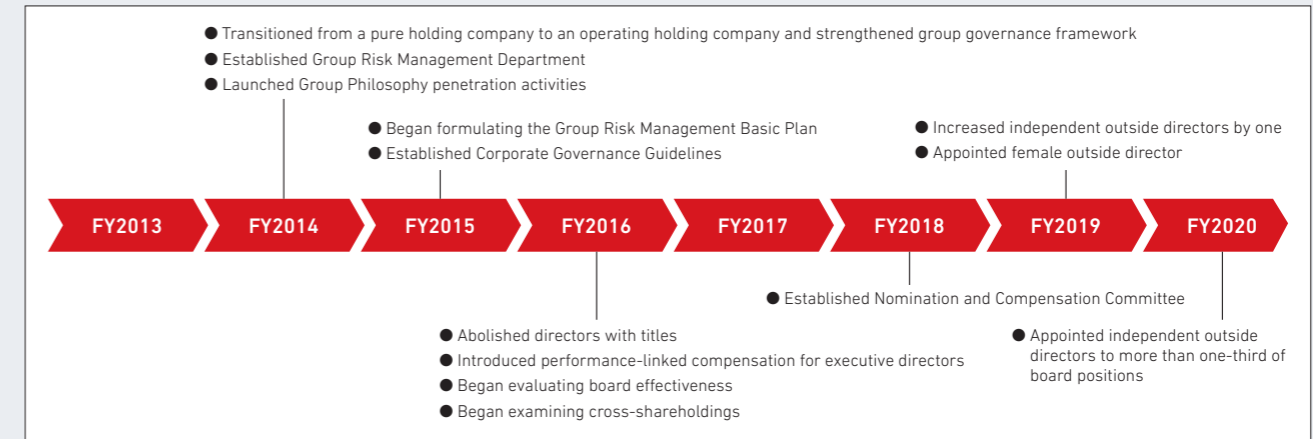 ● Transitioned from a pure holding company to an operating holding company and strengthened group governance framework
● Established Group Risk Management Department
● Launched Group Philosophy penetration activities
● Began formulating the Group Risk Management Basic Plan
● Established Corporate Governance Guidelines
● Increased independent outside directors by one
● Appointed female outside director
FY2013 FY2014 FY2015 FY2016 FY2017 FY2018 FY2019 FY2020
● Established Nomination and Compensation Committee
● Abolished directors with titles
● Introduced performance-linked compensation for executive directors
● Began evaluating board effectiveness
● Began examining cross-shareholdings
● Appointed independent outside
directors to more than one-third of
board positions